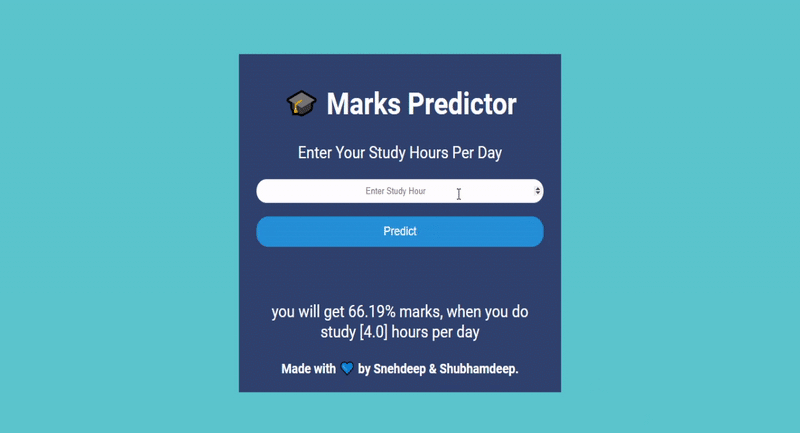 🎓 Marks Predictor
Enter Your Study Hours Per Day
Enter Study Hour
Predict
you will get 66.19% marks, when you do
study [4.0] hours per day
Made with 💙 by Snehdeep & Shubhamdeep.